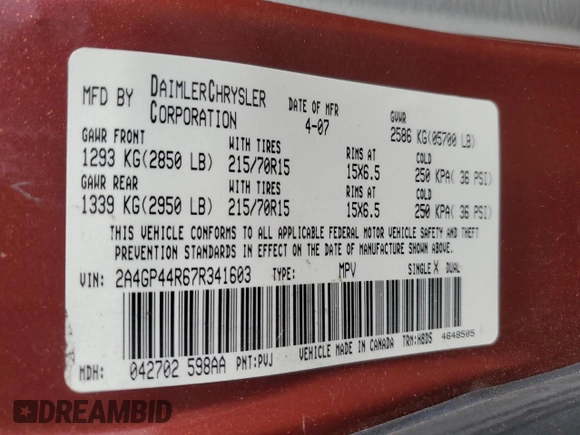 MFD BY DAIMLERCHRYSLER CORPORATION DATE OF MFR 4-07 GVWR 2586 KG(05700 LB)
GAWR FRONT WITH TIRES RIMS AT COLD
1293 KG(2850 LB) 215/70R15 15X6.5 250 KPA( 36 PSI)
GAWR REAR WITH TIRES RIMS AT COLD
1339 KG(2950 LB) 215/70R15 15X6.5 250 KPA( 36 PSI)
THIS VEHICLE CONFORMS TO ALL APPLICABLE FEDERAL MOTOR VEHICLE SAFETY AND THEFT
PREVENTION STANDARDS IN EFFECT ON THE DATE OF MANUFACTURE SHOWN ABOVE.
VIN: 2A4GP44R67R341603 TYPE: MPV SINGLE X DUAL
MDH: 042702 598AA PNT:PVJ VEHICLE MADE IN CANADA TRM:H8D5 4648505
DREAMBID